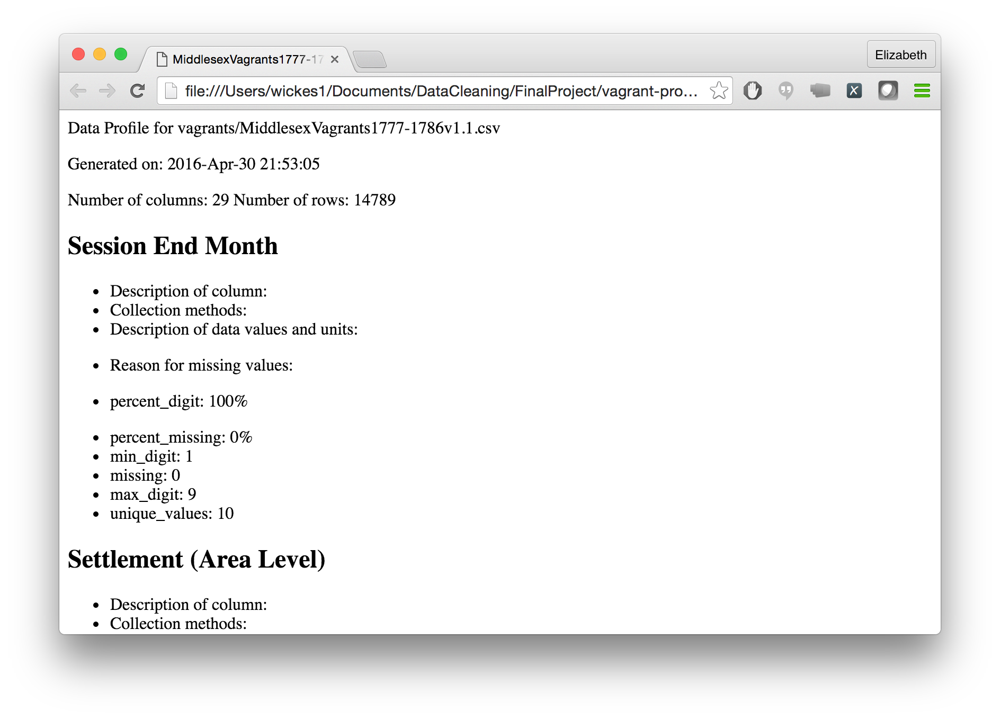 MiddlesexVagrants1777-17
Elizabeth
file:///Users/wickes1/Documents/DataCleaning/FinalProject/vagrant-pro...
Data Profile for vagrants/MiddlesexVagrants1777-1786v1.1.csv
Generated on: 2016-Apr-30 21:53:05
Number of columns: 29 Number of rows: 14789
Session End Month
• Description of column:
• Collection methods:
• Description of data values and units:
• Reason for missing values:
• percent_digit: 100%
• percent_missing: 0%
• min_digit: 1
• missing: 0
• max_digit: 9
• unique_values: 10
Settlement (Area Level)
• Description of column:
• Collection methods: